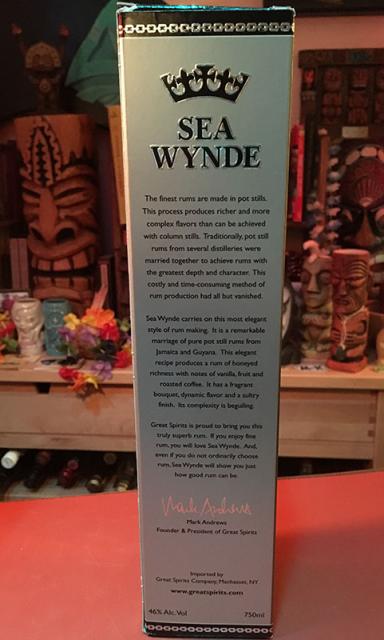 SEA
WYNDE
The finest rums are made in pot stills.
This process produces richer and more
complex flavors than can be achieved
with column stills. Traditionally, pot still
rums from several distilleries were
married together to achieve rums with
the greatest depth and character. This
costly and time-consuming method of
rum production had all but vanished.
Sea Wynde carries on this most elegant
style of rum making. It is a remarkable
marriage of pure pot still rums from
Jamaica and Guyana. This elegant
recipe produces a rum of honeyed
richness with notes of vanilla, fruit and
roasted coffee. It has a fragrant
bouquet, dynamic flavor and a sultry
finish. Its complexity is beguiling.
Great Spirits is proud to bring you this
truly superb rum. If you enjoy fine
rum, you will love Sea Wynde. And,
even if you do not ordinarily choose
rum, Sea Wynde will show you just
how good rum can be.
Mark Andrews
Mark Andrews
Founder & President of Great Spirits
Imported by
Great Spirits Company, Manhasset, NY
www.greatspirits.com
46% Alc. Vol 750ml